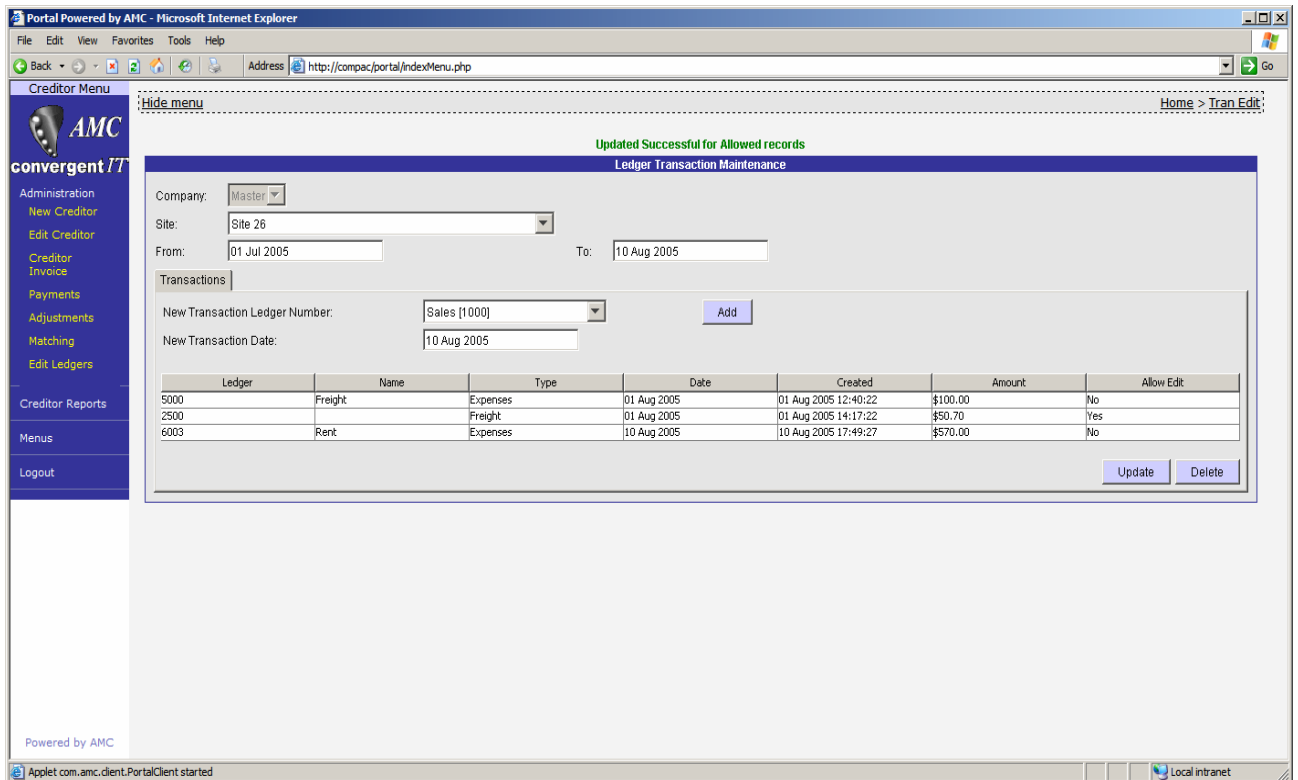 Portal Powered by AMC - Microsoft Internet Explorer
File Edit View Favorites Tools Help
Back Address http://compac/portal/indexMenu.php Go
Creditor Menu
Hide menu Home > Tran Edit
AMC
convergent IT
Updated Successful for Allowed records
Ledger Transaction Maintenance
Administration
New Creditor
Edit Creditor
Creditor
Invoice
Payments
Adjustments
Matching
Edit Ledgers
Creditor Reports
Menus
Logout
Company: Master
Site: Site 26
From: 01 Jul 2005 To: 10 Aug 2005
Transactions
New Transaction Ledger Number: Sales [1000] Add
New Transaction Date: 10 Aug 2005
Ledger Name Type Date Created Amount Allow Edit
5000 Freight Expenses 01 Aug 2005 01 Aug 2005 12:40:22 $100.00 No
2500 Freight 01 Aug 2005 01 Aug 2005 14:17:22 $50.70 Yes
6003 Rent Expenses 10 Aug 2005 10 Aug 2005 17:49:27 $570.00 No
Update Delete
Powered by AMC
Applet com.amc.client.PortalClient started Local intranet